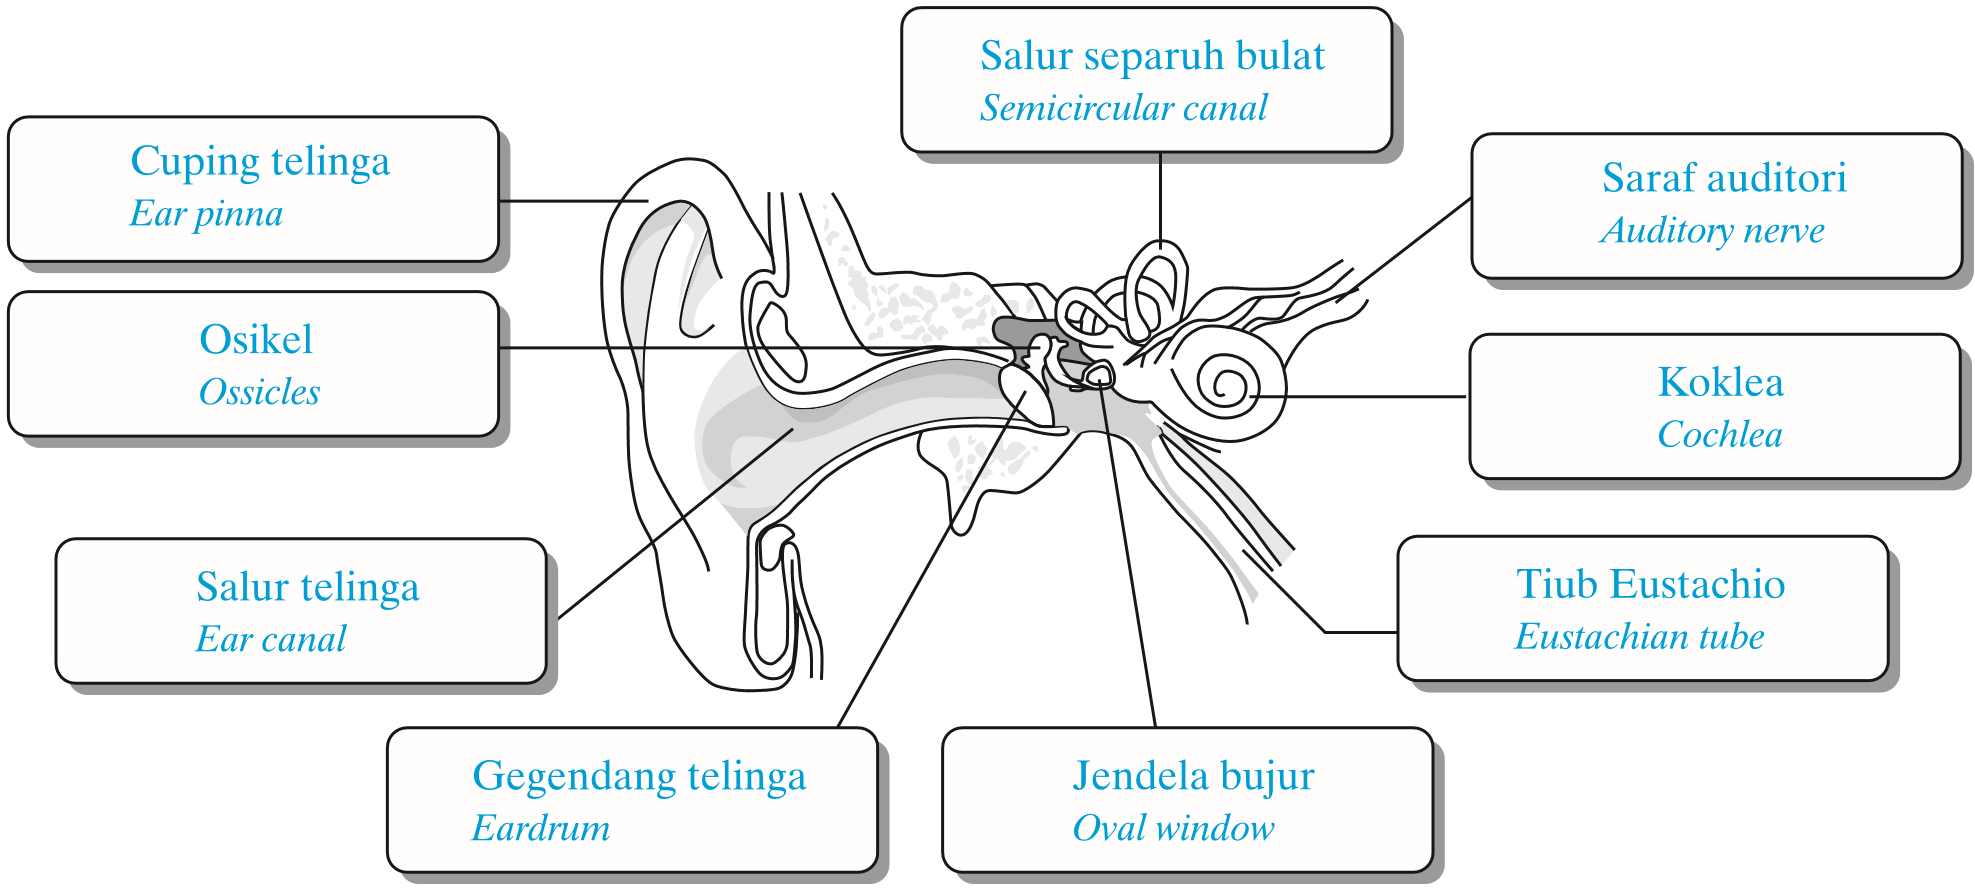 Salur separuh bulat
Semicircular canal
Cuping telinga
Ear pinna
Saraf auditori
Auditory nerve
Osikel
Ossicles
Koklea
Cochlea
Salur telinga
Ear canal
Tiub Eustachio
Eustachian tube
Gegendang telinga
Eardrum
Jendela bujur
Oval window